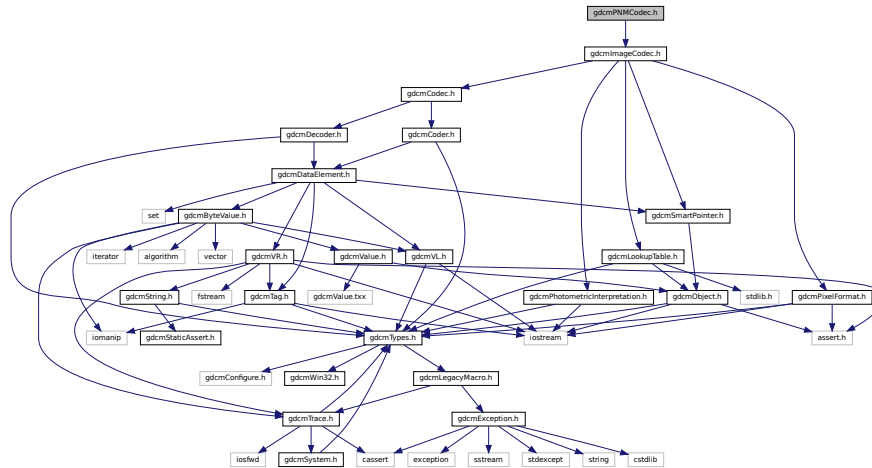 gdcmPNMCodec.h
gdcmImageCodec.h
gdcmCodec.h
gdcmDecoder.h
gdcmCoder.h
gdcmDataElement.h
set
gdcmByteValue.h
gdcmSmartPointer.h
iterator
algorithm
vector
gdcmVR.h
gdcmValue.h
gdcmVL.h
gdcmLookupTable.h
gdcmString.h
fstream
gdcmTag.h
gdcmValue.txx
gdcmPhotometricInterpretation.h
gdcmObject.h
stdlib.h
gdcmPixelFormat.h
iomanip
gdcmStaticAssert.h
gdcmTypes.h
iostream
assert.h
gdcmConfigure.h
gdcmWin32.h
gdcmLegacyMacro.h
gdcmTrace.h
gdcmException.h
iosfwd
gdcmSystem.h
cassert
exception
sstream
stdexcept
string
cstdlib